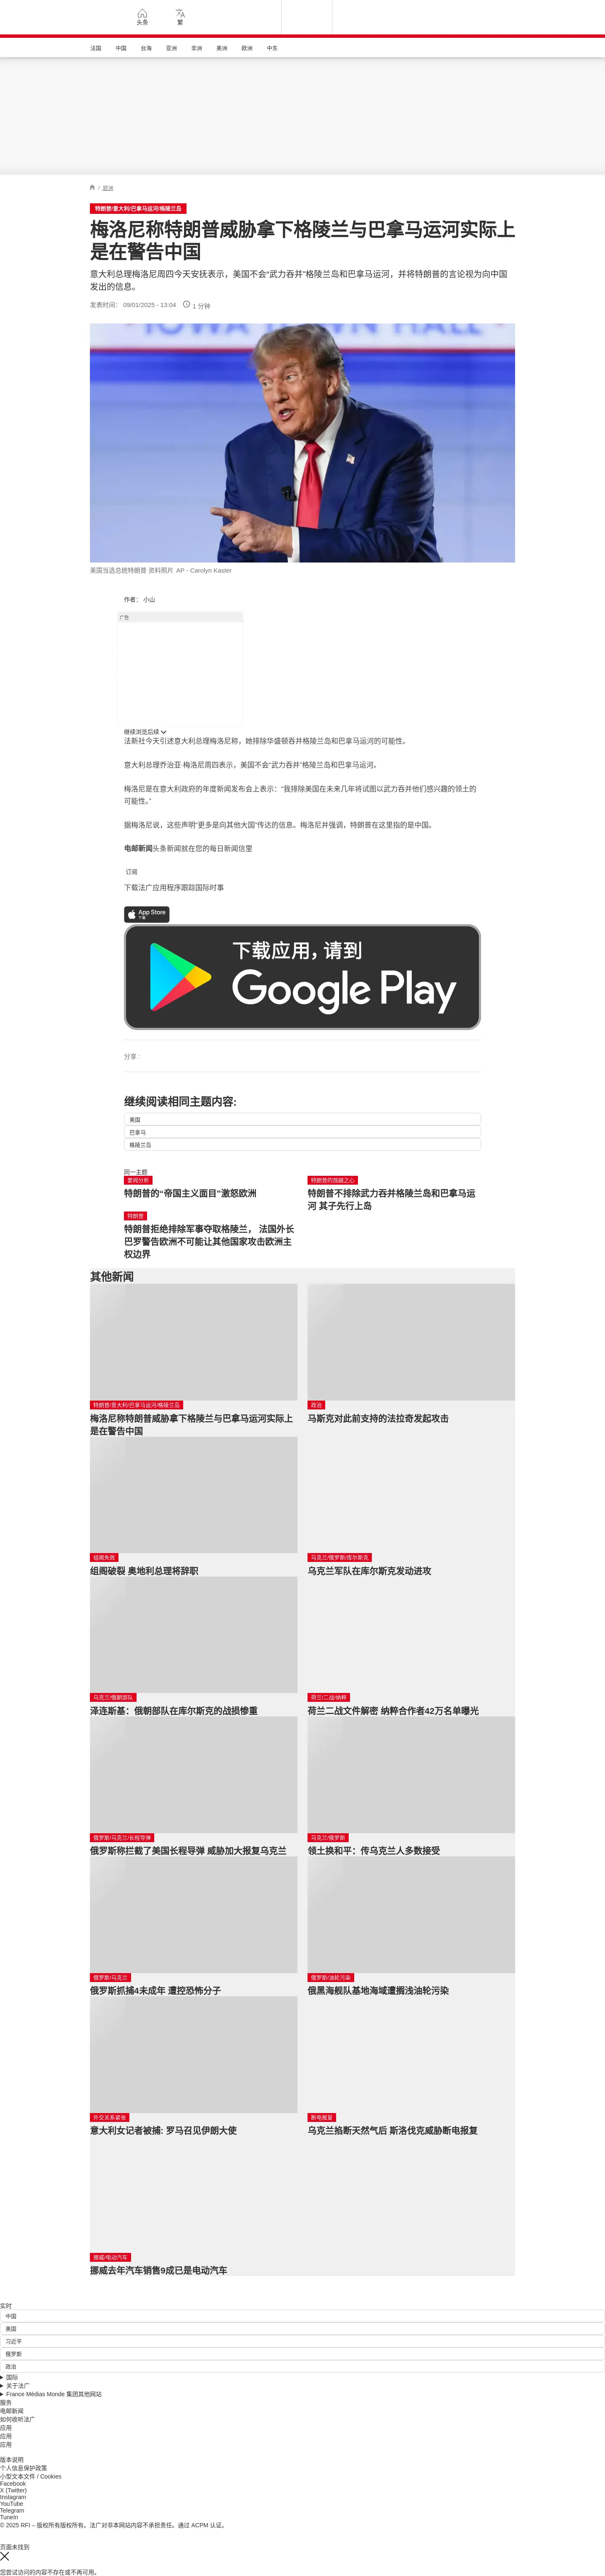 头条
繁
法国
中国
台海
亚洲
非洲
美洲
欧洲
中东
/ 欧洲
特朗普/意大利/巴拿马运河/格陵兰岛
梅洛尼称特朗普威胁拿下格陵兰与巴拿马运河实际上
是在警告中国
意大利总理梅洛尼周四今天安抚表示，美国不会“武力吞并”格陵兰岛和巴拿马运河，并将特朗普的言论视为向中国
发出的信息。
发表时间： 09/01/2025 - 13:04 1 分钟
IOWA TOWN HALL
美国当选总统特朗普 资料照片 AP - Carolyn Kaster
作者： 小山
广告
继续浏览后续
法新社今天引述意大利总理梅洛尼称，她排除华盛顿吞并格陵兰岛和巴拿马运河的可能性。
意大利总理乔治亚·梅洛尼周四表示，美国不会“武力吞并”格陵兰岛和巴拿马运河。
梅洛尼是在意大利政府的年度新闻发布会上表示：“我排除美国在未来几年将试图以武力吞并他们感兴趣的领土的
可能性。”
据梅洛尼说，这些声明“更多是向其他大国”传达的信息。梅洛尼并强调，特朗普在这里指的是中国。
电邮新闻头条新闻就在您的每日新闻信里
订阅
下载法广应用程序跟踪国际时事
App Store
下载
下载应用，请到
Google Play
分享 :
继续阅读相同主题内容:
美国
巴拿马
格陵兰岛
同一主题
要闻分析
特朗普的“帝国主义面目”激怒欧洲
特朗普的觊觎之心
特朗普不排除武力吞并格陵兰岛和巴拿马运
河 其子先行上岛
特朗普
特朗普拒绝排除军事夺取格陵兰， 法国外长
巴罗警告欧洲不可能让其他国家攻击欧洲主
权边界
其他新闻
特朗普/意大利/巴拿马运河/格陵兰岛
梅洛尼称特朗普威胁拿下格陵兰与巴拿马运河实际上
是在警告中国
政治
马斯克对此前支持的法拉奇发起攻击
组阁失败
组阁破裂 奥地利总理将辞职
乌克兰/俄罗斯/库尔斯克
乌克兰军队在库尔斯克发动进攻
乌克兰/俄朝部队
泽连斯基：俄朝部队在库尔斯克的战损惨重
荷兰/二战/纳粹
荷兰二战文件解密 纳粹合作者42万名单曝光
俄罗斯/乌克兰/长程导弹
俄罗斯称拦截了美国长程导弹 威胁加大报复乌克兰
乌克兰/俄罗斯
领土换和平：传乌克兰人多数接受
俄罗斯/乌克兰
俄罗斯抓捕4未成年 遭控恐怖分子
俄罗斯/油轮污染
俄黑海舰队基地海域遭搁浅油轮污染
外交关系紧张
意大利女记者被捕: 罗马召见伊朗大使
断电报复
乌克兰掐断天然气后 斯洛伐克威胁断电报复
挪威/电动汽车
挪威去年汽车销售9成已是电动汽车
实时
中国
美国
习近平
俄罗斯
政治
国际
关于法广
France Médias Monde 集团其他网站
服务
电邮新闻
如何收听法广
应用
应用
应用
版本说明
个人信息保护政策
小型文本文件 / Cookies
Facebook
X (Twitter)
Instagram
YouTube
Telegram
TuneIn
© 2025 RFI – 版权所有版权所有。法广对非本网站内容不承担责任。通过 ACPM 认证。
页面未找到
您尝试访问的内容不存在或不再可用。